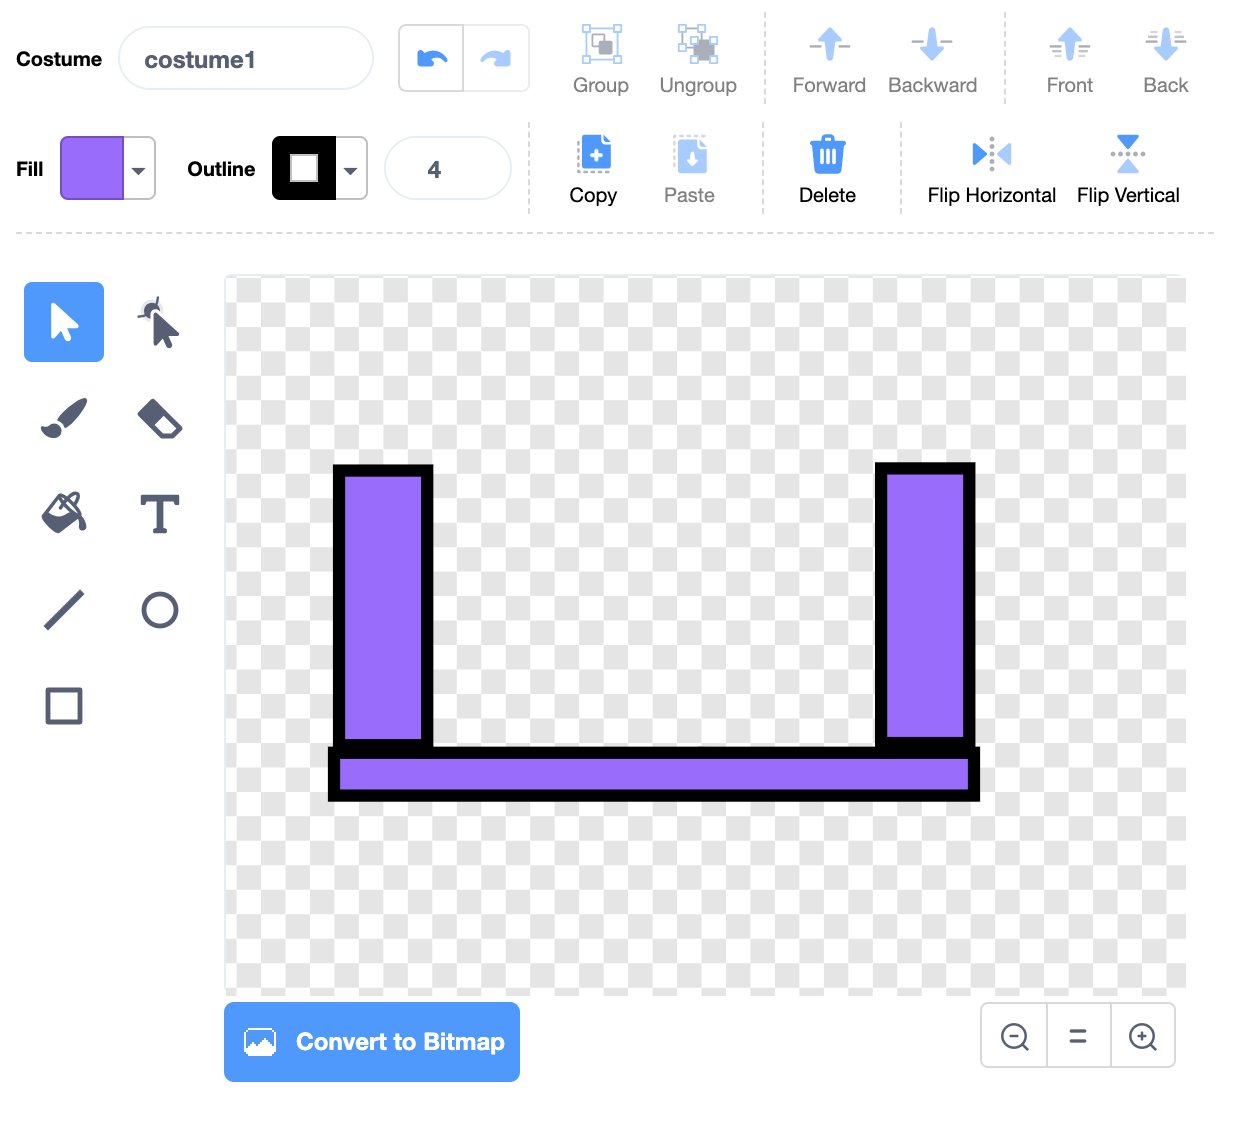 Costume costume1 Group Ungroup Forward Backward Front Back
Fill Outline 4 Copy Paste Delete Flip Horizontal Flip Vertical
T
Convert to Bitmap